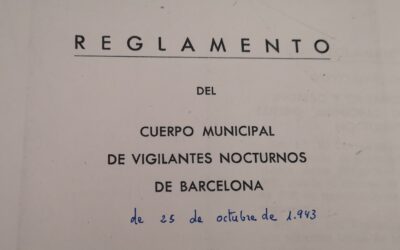 REGLAMENTO
DEL
CUERPO MUNICIPAL
DE VIGILANTES NOCTURNOS
DE BARCELONA
de 25 de octubre de 1.943